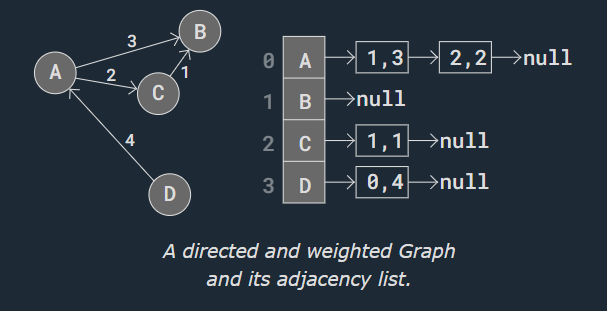 B
3
A
2
C
1
4
D
0 A 1,3 2,2 null
1 B null
2 C 1,1 null
3 D 0,4 null
A directed and weighted Graph
and its adjacency list.